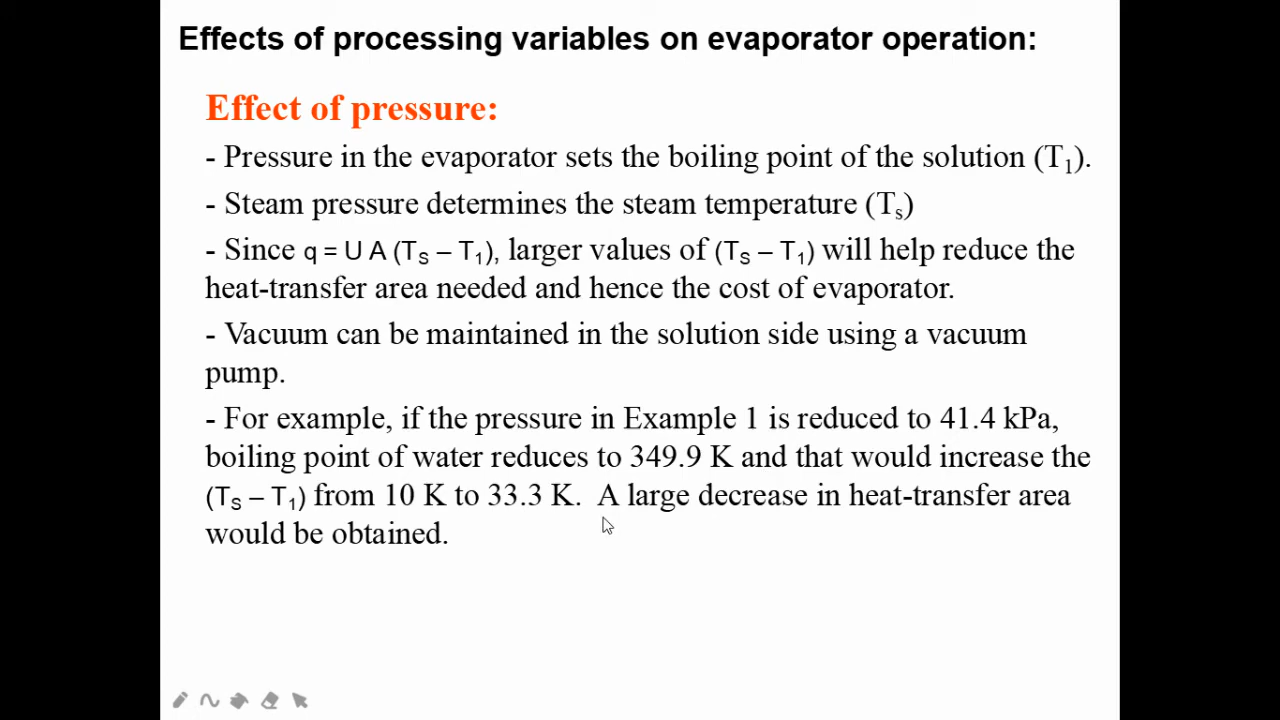 Effects of processing variables on evaporator operation:
Effect of pressure:
- Pressure in the evaporator sets the boiling point of the solution (T₁).
- Steam pressure determines the steam temperature (Tₛ)
- Since q = U A (T_S – T₁), larger values of (T_S – T₁) will help reduce the
heat-transfer area needed and hence the cost of evaporator.
- Vacuum can be maintained in the solution side using a vacuum
pump.
- For example, if the pressure in Example 1 is reduced to 41.4 kPa,
boiling point of water reduces to 349.9 K and that would increase the
(T_S – T₁) from 10 K to 33.3 K.  A large decrease in heat-transfer area
would be obtained.